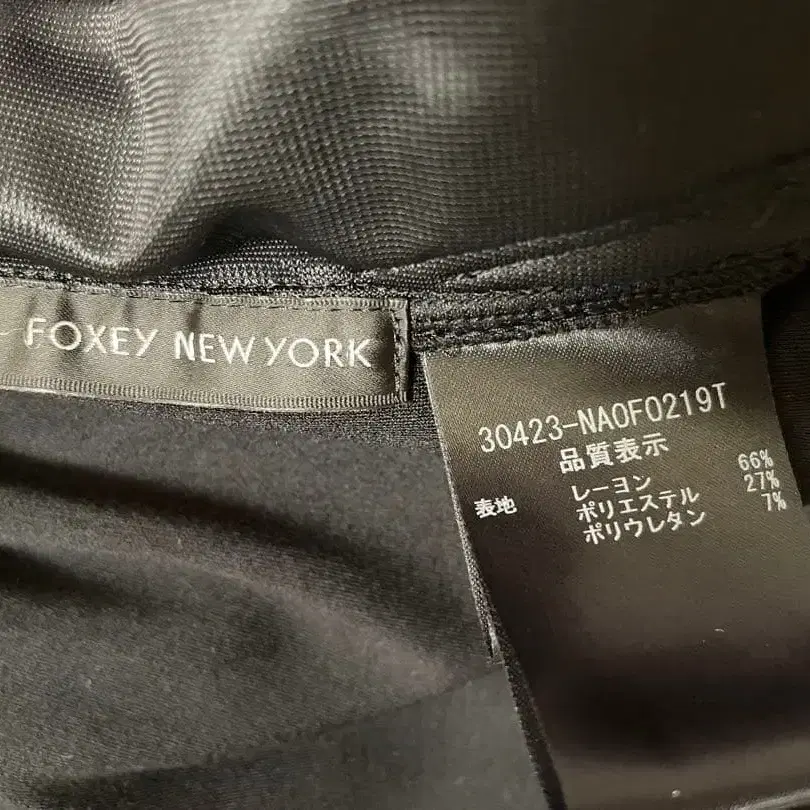 FOXEY NEW YORK
30423-NAOF0219T
品質表示
表地 レーヨン 66%
ポリエステル 27%
ポリウレタン 7%